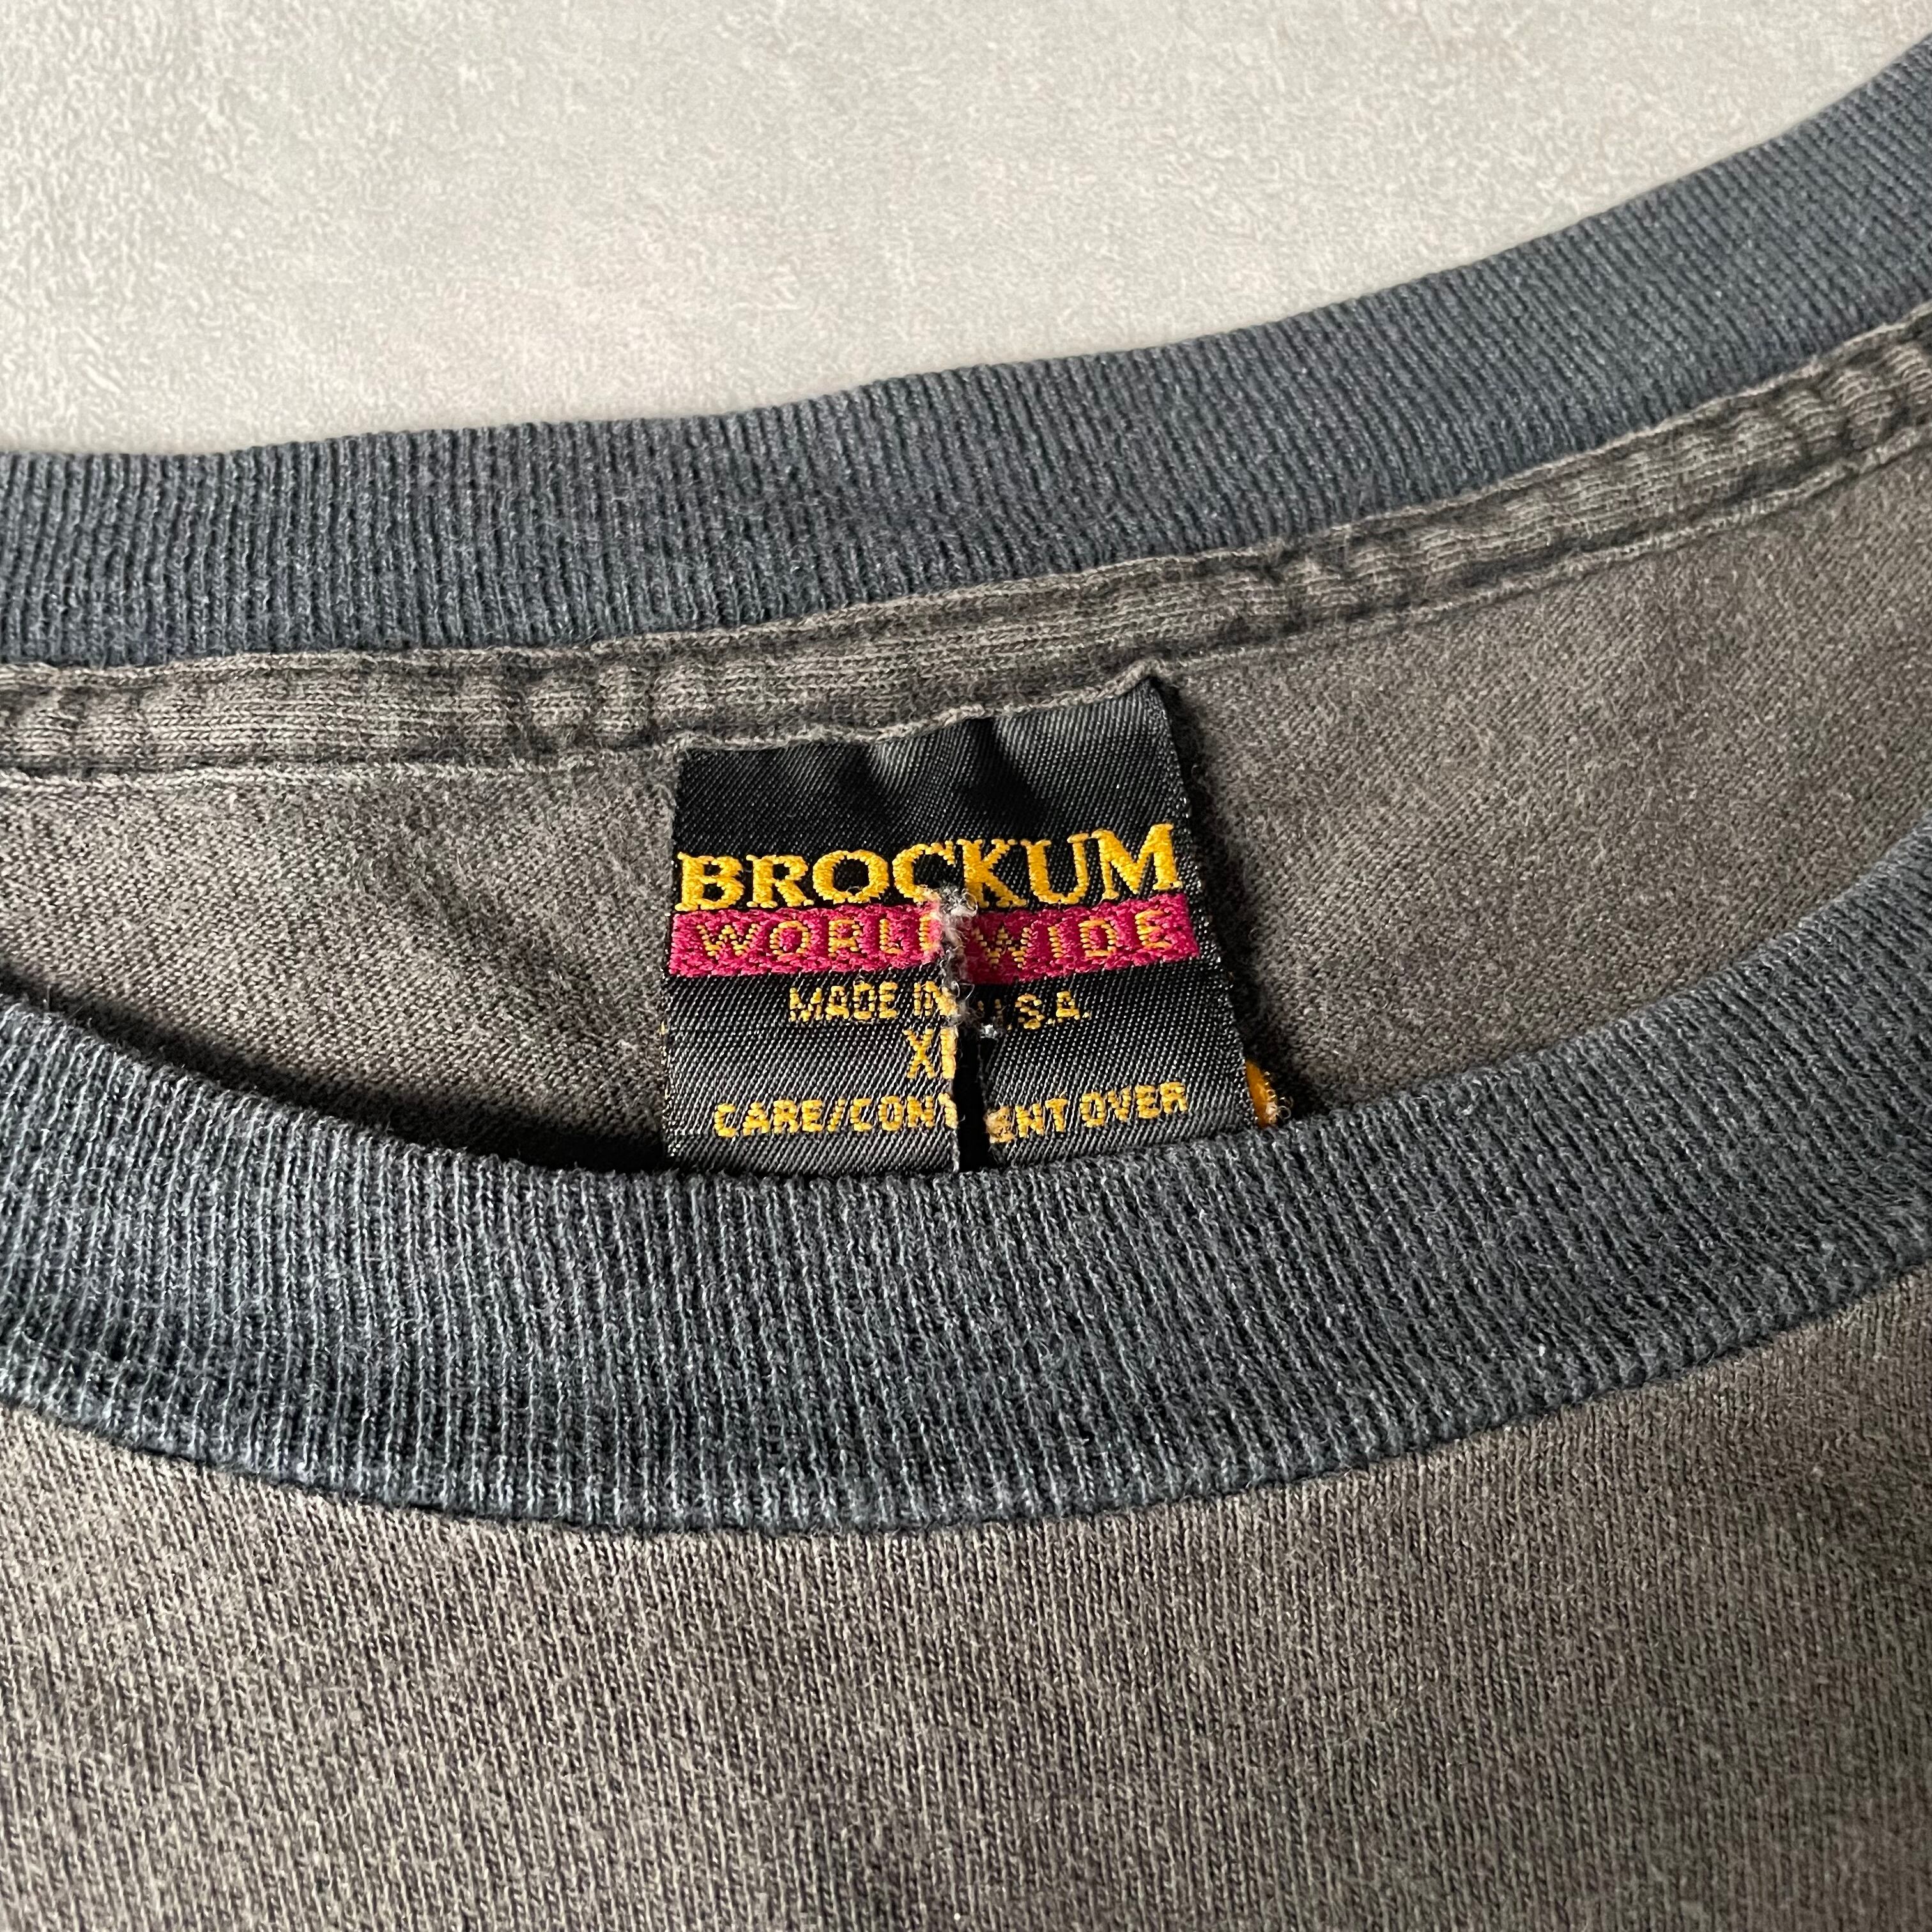 BROCKUM
WORLDWIDE
MADE IN U.S.A.
XL
CARE/CONTENT OVER